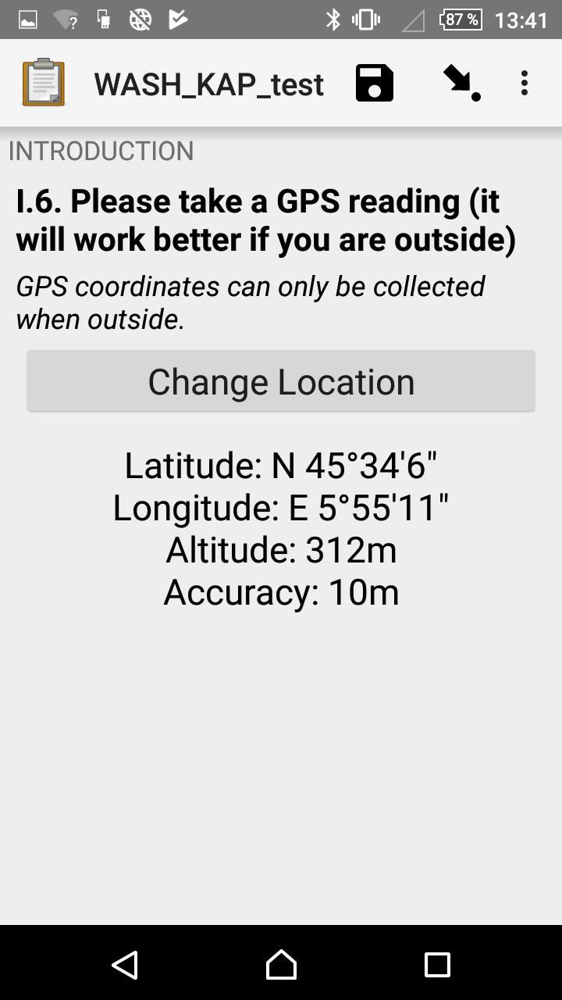 87 % 13:41
WASH_KAP_test
INTRODUCTION
I.6. Please take a GPS reading (it
will work better if you are outside)
GPS coordinates can only be collected
when outside.
Change Location
Latitude: N 45°34'6"
Longitude: E 5°55'11"
Altitude: 312m
Accuracy: 10m